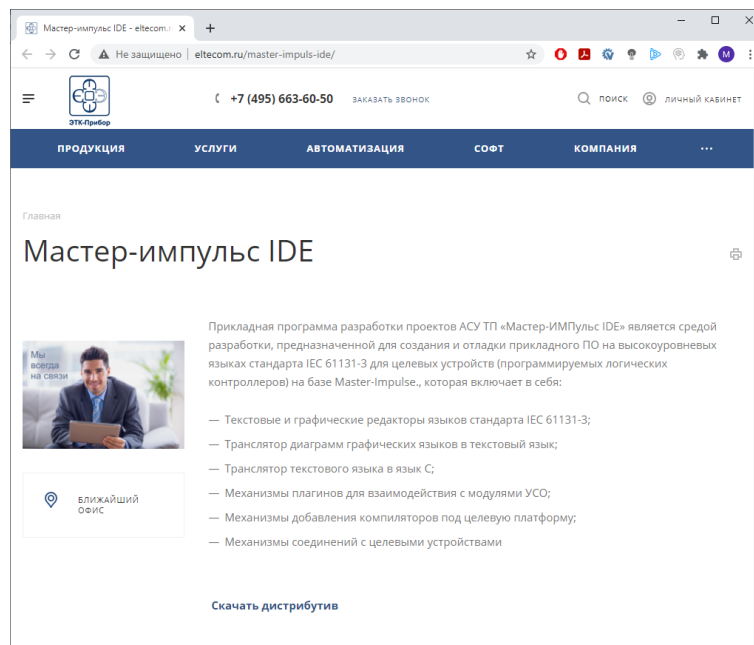 Мастер-импульс IDE - eltecom.r
Не защищено | eltecom.ru/master-impuls-ide/
M
ЭТК-Прибор
+7 (495) 663-60-50
ЗАКАЗАТЬ ЗВОНОК
ПОИСК
ЛИЧНЫЙ КАБИНЕТ
ПРОДУКЦИЯ УСЛУГИ АВТОМАТИЗАЦИЯ СОФТ КОМПАНИЯ ...
Главная
Мастер-импульс IDE
Мы
всегда
на связи
БЛИЖАЙШИЙ
ОФИС
Прикладная программа разработки проектов АСУ ТП «Мастер-ИМПульс IDE» является средой
разработки, предназначенной для создания и отладки прикладного ПО на высокоуровневых
языках стандарта IEC 61131-3 для целевых устройств (программируемых логических
контроллеров) на базе Master-Impulse., которая включает в себя:
— Текстовые и графические редакторы языков стандарта IEC 61131-3;
— Транслятор диаграмм графических языков в текстовый язык;
— Транслятор текстового языка в язык C;
— Механизмы плагинов для взаимодействия с модулями УСО;
— Механизмы добавления компиляторов под целевую платформу;
— Механизмы соединений с целевыми устройствами
Скачать дистрибутив